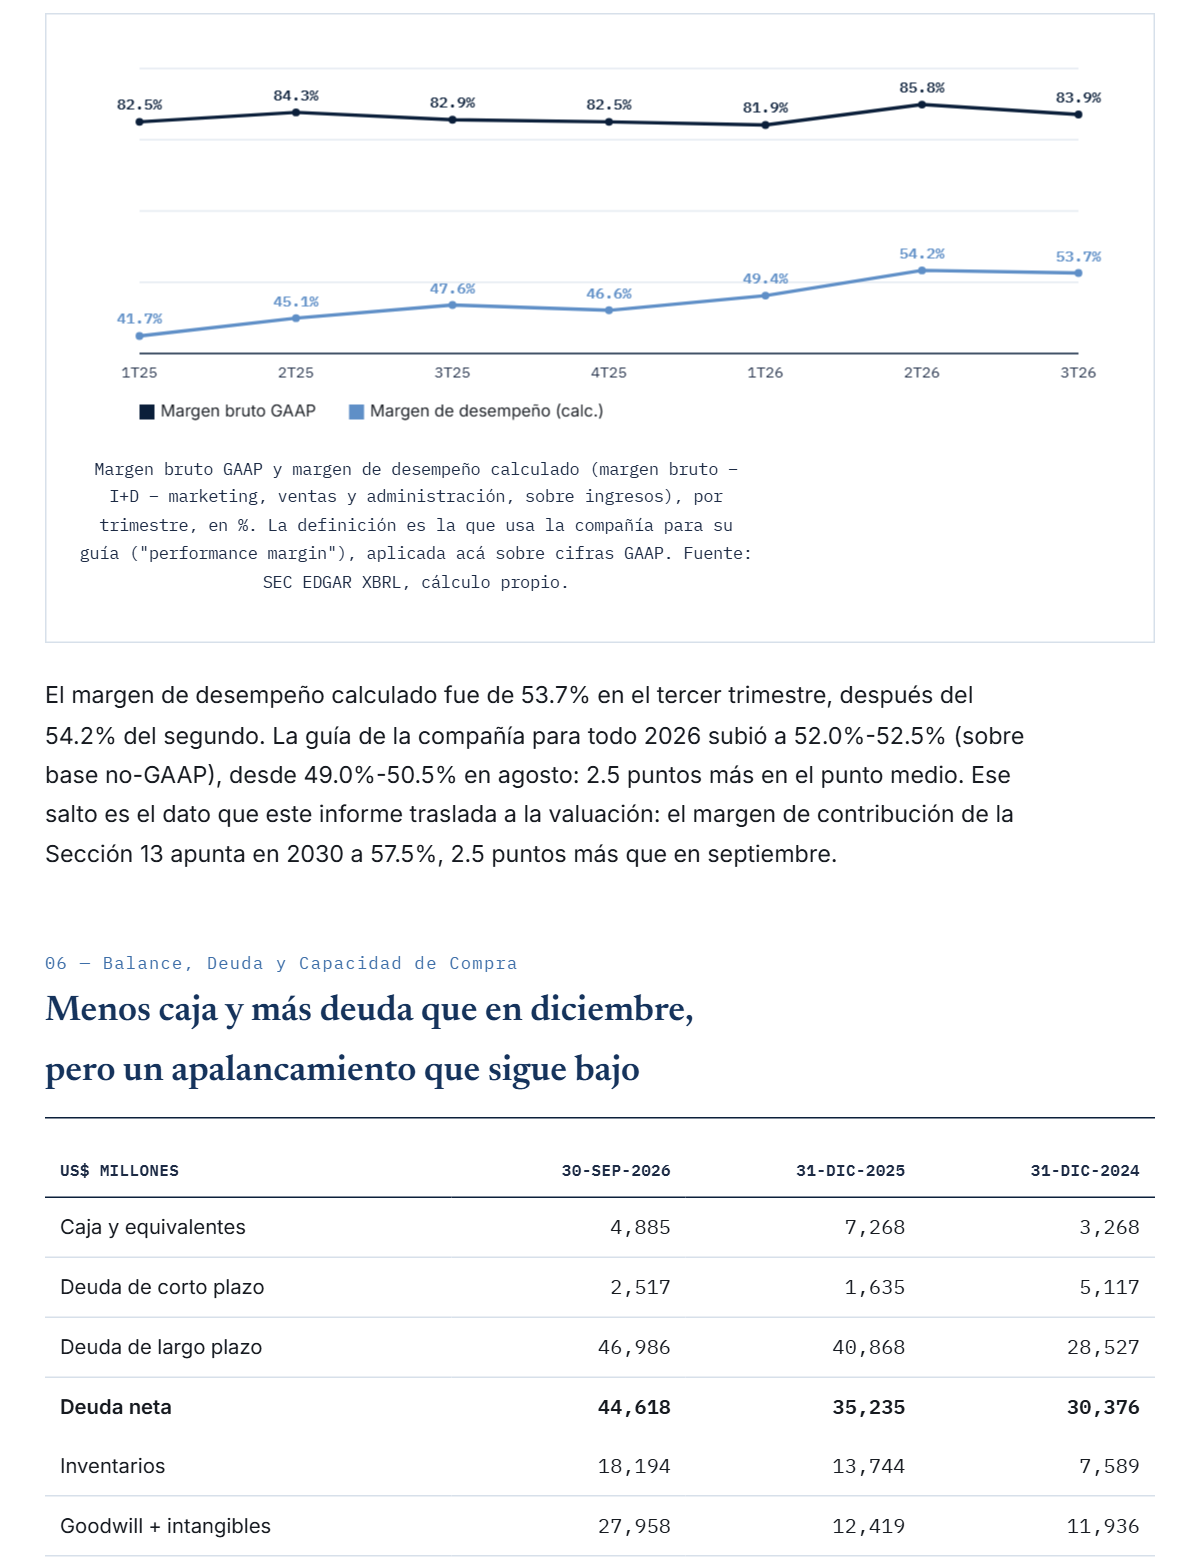 82.5% 84.3% 82.9% 82.5% 81.9% 85.8% 83.9%
41.7% 45.1% 47.6% 46.6% 49.4% 54.2% 53.7%
1T25 2T25 3T25 4T25 1T26 2T26 3T26
Margen bruto GAAP Margen de desempeño (calc.)
Margen bruto GAAP y margen de desempeño calculado (margen bruto −
I+D − marketing, ventas y administración, sobre ingresos), por
trimestre, en %. La definición es la que usa la compañía para su
guía ("performance margin"), aplicada acá sobre cifras GAAP. Fuente:
SEC EDGAR XBRL, cálculo propio.
El margen de desempeño calculado fue de 53.7% en el tercer trimestre, después del
54.2% del segundo. La guía de la compañía para todo 2026 subió a 52.0%-52.5% (sobre
base no-GAAP), desde 49.0%-50.5% en agosto: 2.5 puntos más en el punto medio. Ese
salto es el dato que este informe traslada a la valuación: el margen de contribución de la
Sección 13 apunta en 2030 a 57.5%, 2.5 puntos más que en septiembre.
06 — Balance, Deuda y Capacidad de Compra
Menos caja y más deuda que en diciembre,
pero un apalancamiento que sigue bajo
US$ MILLONES 30-SEP-2026 31-DIC-2025 31-DIC-2024
Caja y equivalentes 4,885 7,268 3,268
Deuda de corto plazo 2,517 1,635 5,117
Deuda de largo plazo 46,986 40,868 28,527
Deuda neta 44,618 35,235 30,376
Inventarios 18,194 13,744 7,589
Goodwill + intangibles 27,958 12,419 11,936